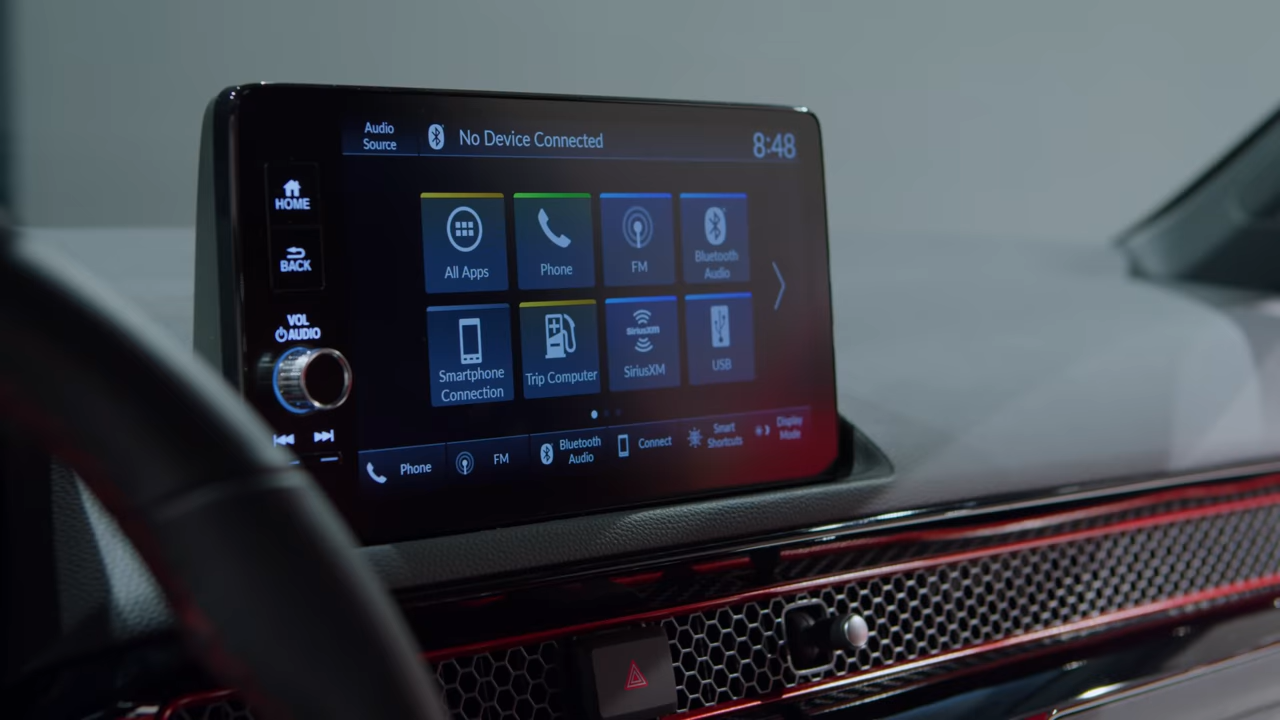 Audio
Source
No Device Connected
8:48
HOME
BACK
VOL
AUDIO
All Apps
Phone
FM
Bluetooth
Audio
Smartphone
Connection
Trip Computer
SiriusXM
SiriusXM
USB
Phone
FM
Bluetooth
Audio
Connect
Smart
Shortcuts
Display
Mode